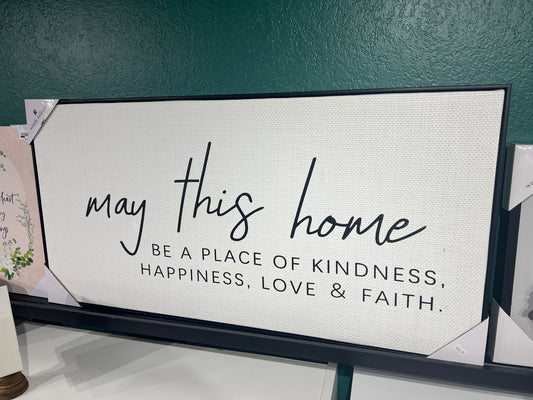 may this home
BE A PLACE OF KINDNESS,
HAPPINESS, LOVE & FAITH.